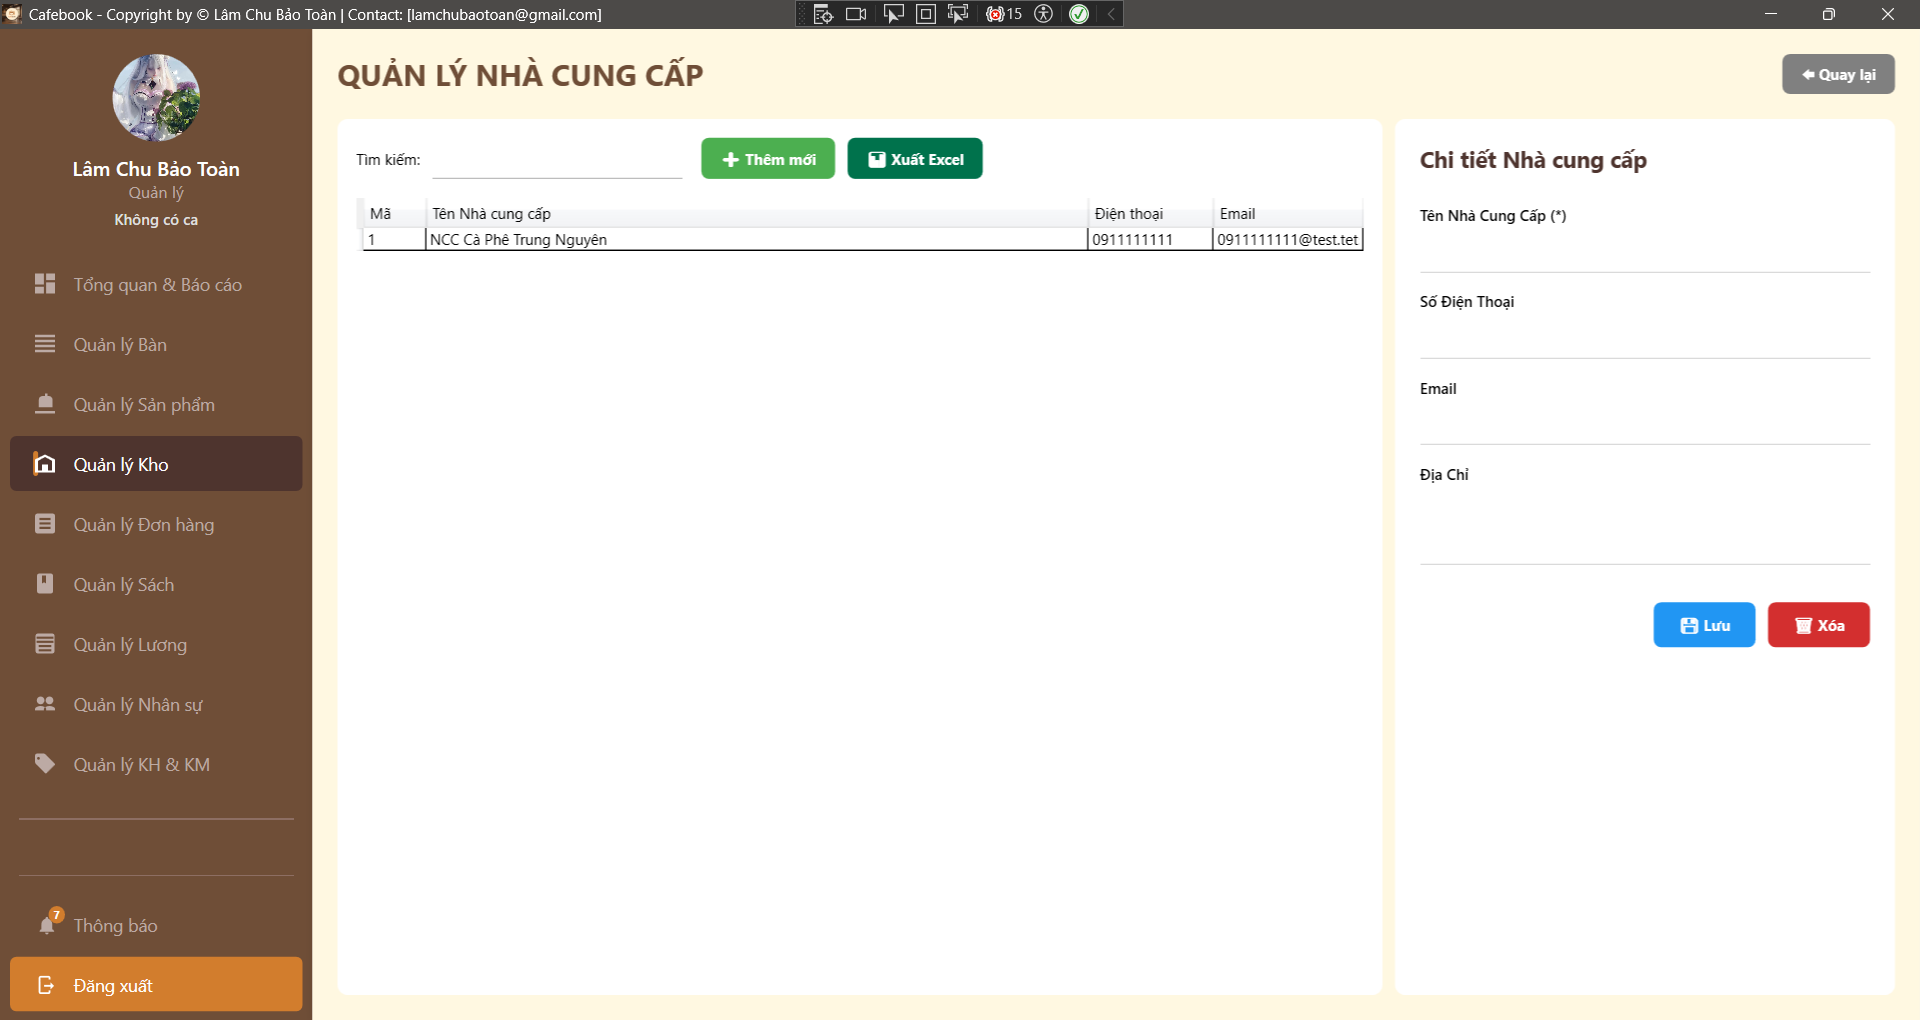 Cafebook - Copyright by © Lâm Chu Bảo Toàn | Contact: [lamchubaotoan@gmail.com]
15
Lâm Chu Bảo Toàn
Quản lý
Không có ca
Tổng quan & Báo cáo
Quản lý Bàn
Quản lý Sản phẩm
Quản lý Kho
Quản lý Đơn hàng
Quản lý Sách
Quản lý Lương
Quản lý Nhân sự
Quản lý KH & KM
7
Thông báo
Đăng xuất
QUẢN LÝ NHÀ CUNG CẤP
Quay lại
Tìm kiếm:
Thêm mới
Xuất Excel
Mã Tên Nhà cung cấp Điện thoại Email
1 NCC Cà Phê Trung Nguyên 0911111111 0911111111@test.tet
Chi tiết Nhà cung cấp
Tên Nhà Cung Cấp (*)
Số Điện Thoại
Email
Địa Chỉ
Lưu
Xóa